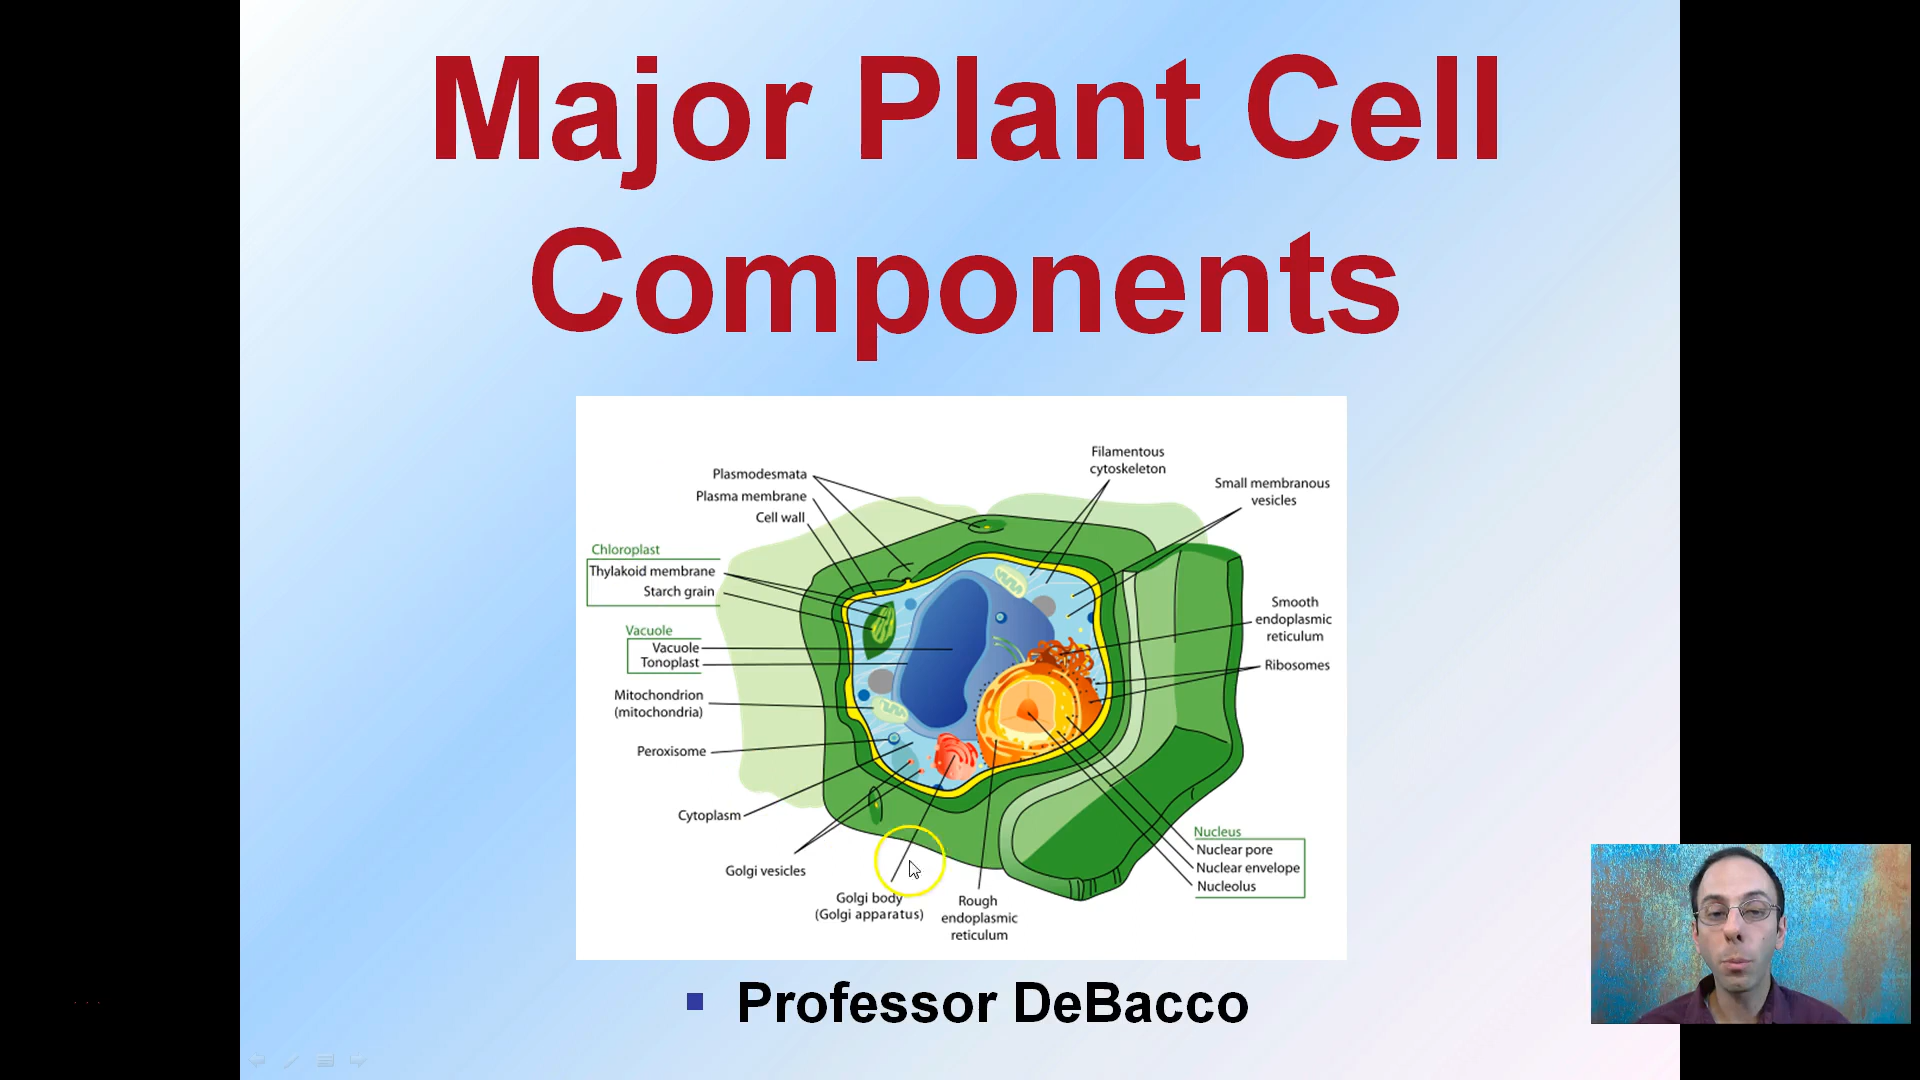 Major Plant Cell
Components
Plasmodesmata
Plasma membrane
Cell wall
Chloroplast
Thylakoid membrane
Starch grain
Vacuole
Vacuole
Tonoplast
Mitochondrion
(mitochondria)
Peroxisome
Cytoplasm
Golgi vesicles
Golgi body
(Golgi apparatus)
Rough
endoplasmic
reticulum
Filamentous
cytoskeleton
Small membranous
vesicles
Smooth
endoplasmic
reticulum
Ribosomes
Nucleus
Nuclear pore
Nuclear envelope
Nucleolus
Professor DeBacco